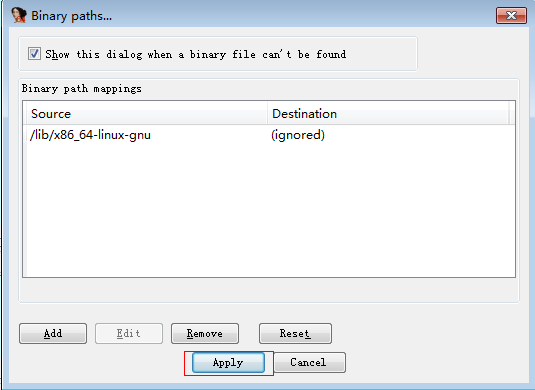 Binary paths...
Show this dialog when a binary file can't be found
Binary path mappings
Source Destination
/lib/x86_64-linux-gnu (ignored)
Add Edit Remove Reset
Apply Cancel